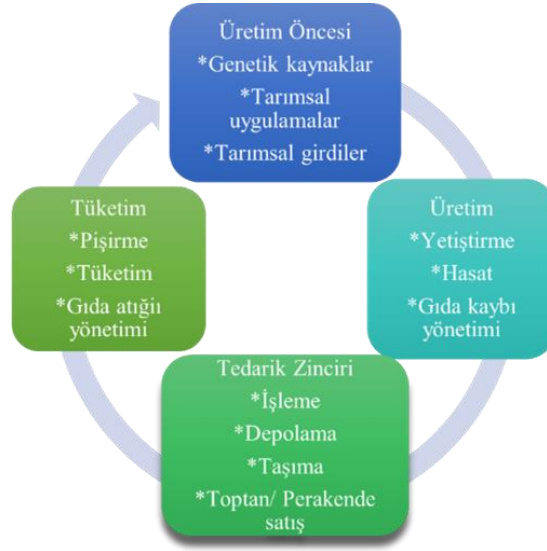 Üretim Öncesi
*Genetik kaynaklar
*Tarımsal
uygulamalar
*Tarımsal girdiler
Üretim
*Yetiştirme
*Hasat
*Gıda kaybı
yönetimi
Tedarik Zinciri
*İşleme
*Depolama
*Taşıma
*Toptan/ Perakende
satış
Tüketim
*Pişirme
*Tüketim
*Gıda atığıı
yönetimi